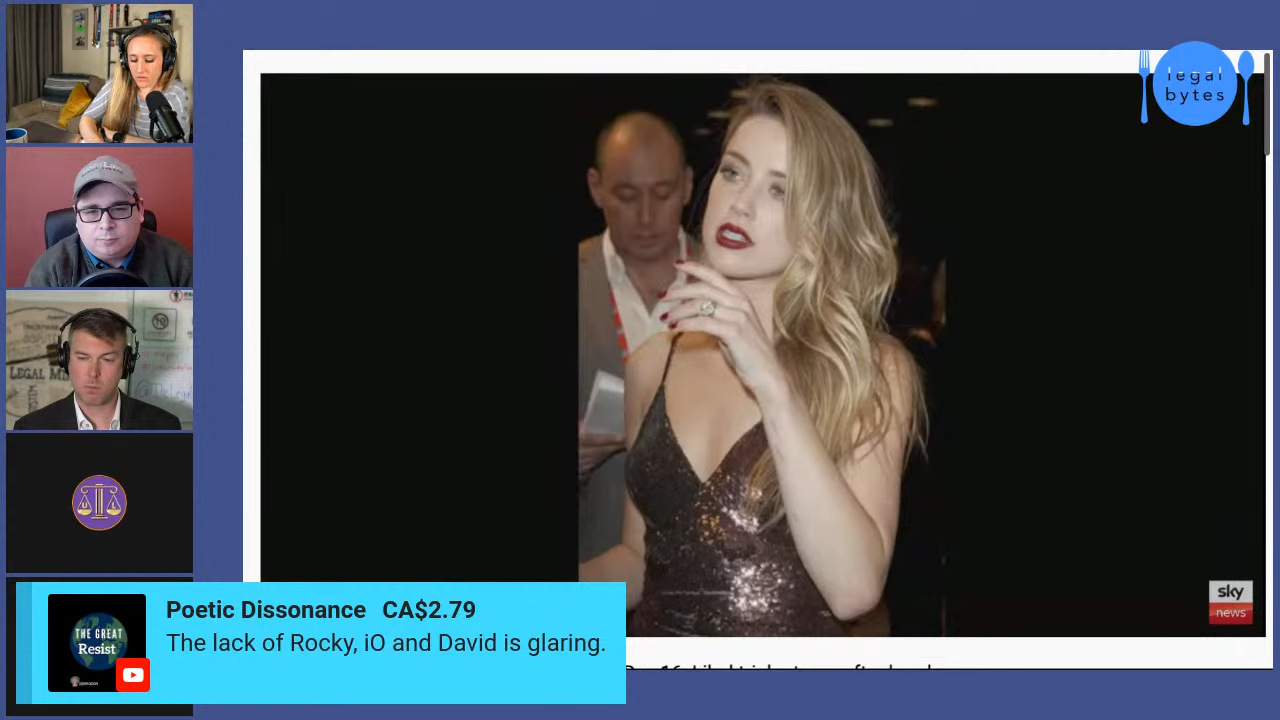 legal
bytes
LEGAL M
sky
news
THE GREAT
Resist
Poetic Dissonance CA$2.79
The lack of Rocky, iO and David is glaring.